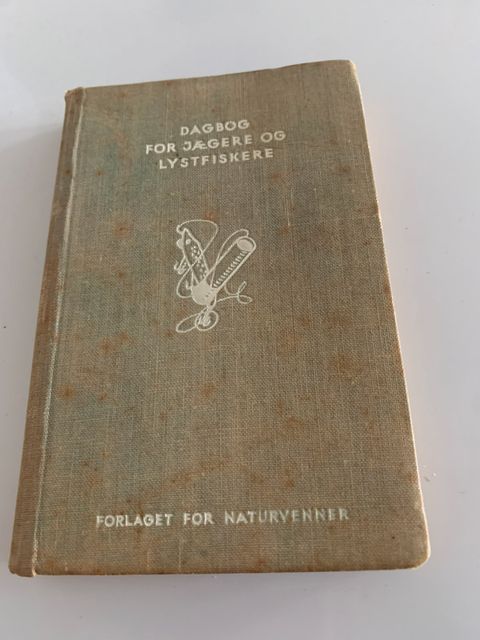 DAGBOG
FOR JÆGERE OG
LYSTFISKERE
FORLAGET FOR NATURVENNER